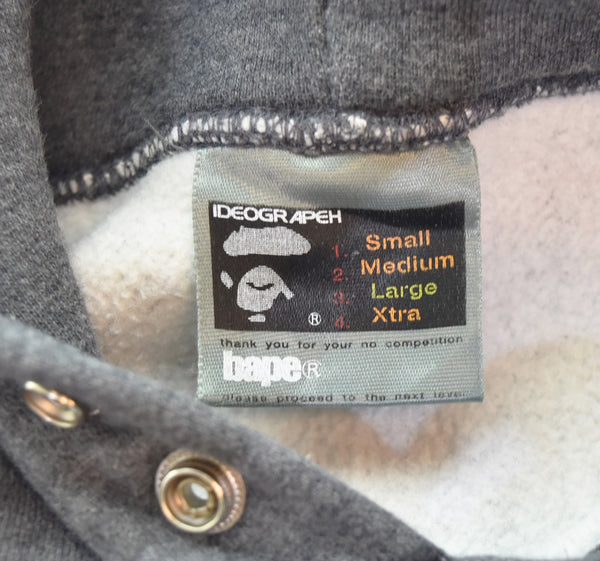 IDEOGRAPEH
1. Small
2. Medium
3. Large
4. Xtra
®
thank you for your no competition
bape®
please proceed to the next level